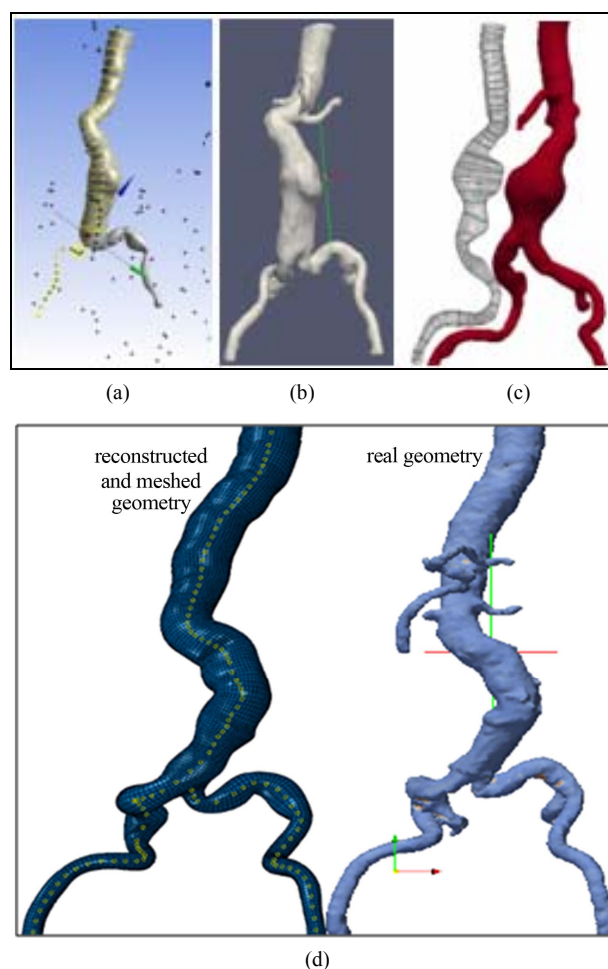 (a)
(b)
(c)
reconstructed
and meshed
geometry
real geometry
(d)